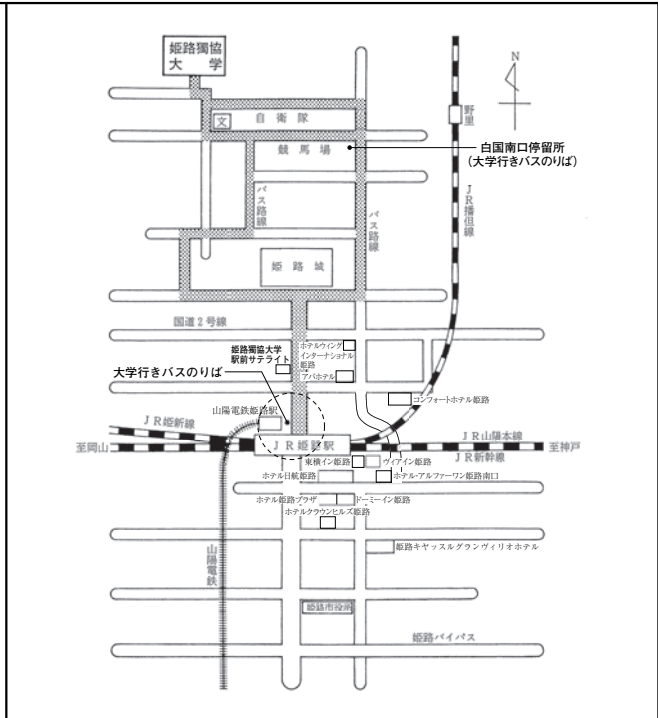 姫路獨協
大学
N
文
自衛隊
野里
競馬場
白国南口停留所
(大学行きバスのりば)
バス路線
バス路線
JR播但線
姫路城
国道2号線
姫路獨協大学
駅前サテライト
ホテルウィング
インターナショナル
姫路
アパホテル
大学行きバスのりば
コンフォートホテル姫路
山陽電鉄姫路駅
JR姫新線
至岡山
JR姫路駅
JR山陽本線
至神戸
JR新幹線
東横イン姫路
ヴィアイン姫路
ホテル日航姫路
ホテル・アルファーワン姫路南口
ホテル姫路プラザ
ドーミーイン姫路
ホテルクラウンヒルズ姫路
姫路キヤッスルグランヴィリオホテル
山陽電鉄
姫路市役所
姫路バイパス